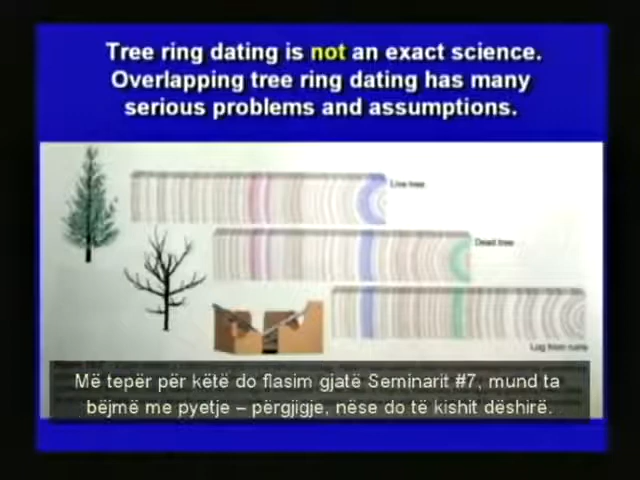 Tree ring dating is not an exact science.
Overlapping tree ring dating has many
serious problems and assumptions.
Live tree
Dead tree
Log from ruins
Më tepër për këtë do flasim gjatë Seminarit #7, mund ta
bëjmë me pyetje – përgjigje, nëse do të kishit dëshirë.